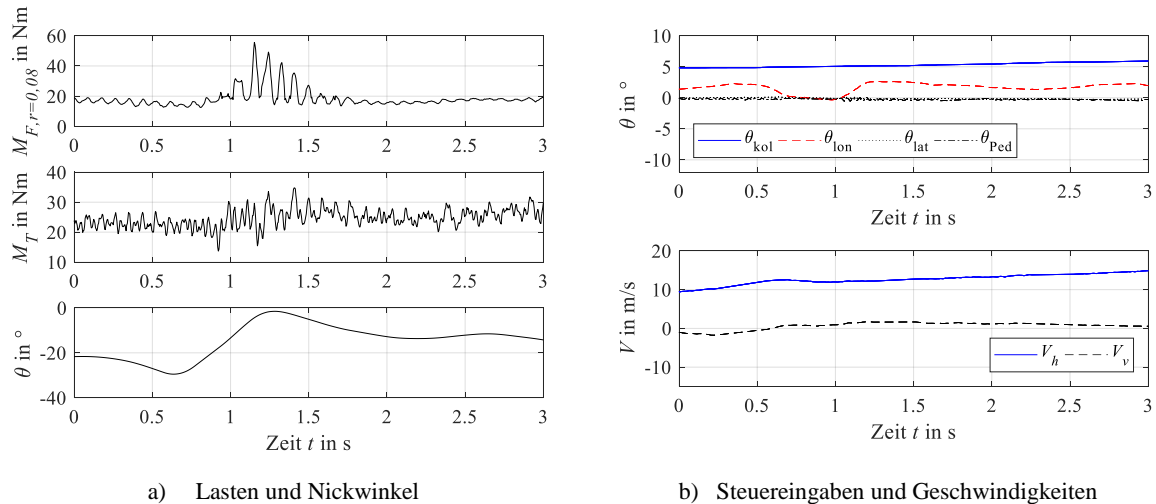 M_F,r=0,08 in Nm
60
40
20
0
0 0.5 1 1.5 2 2.5 3
M_T in Nm
40
30
20
10
0 0.5 1 1.5 2 2.5 3
θ in °
0
-20
-40
0 0.5 1 1.5 2 2.5 3
Zeit t in s
a) Lasten und Nickwinkel
θ in °
10
5
0
-5
-10
θ_kol θ_lon θ_lat θ_Ped
0 0.5 1 1.5 2 2.5 3
Zeit t in s
V in m/s
20
10
0
-10
V_h V_v
0 0.5 1 1.5 2 2.5 3
Zeit t in s
b) Steuereingaben und Geschwindigkeiten